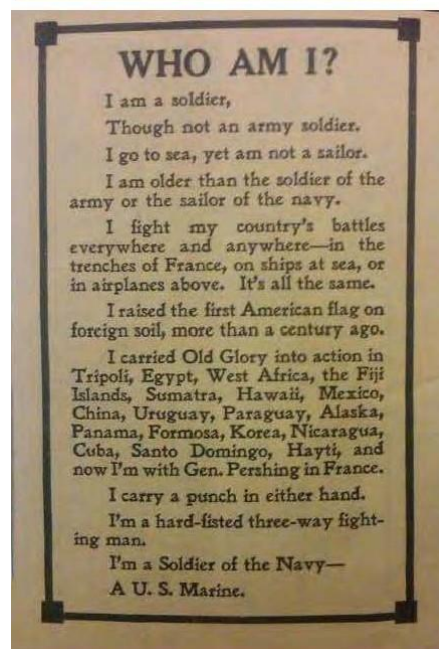 WHO AM I?
I am a soldier,
Though not an army soldier.
I go to sea, yet am not a sailor.
I am older than the soldier of the
army or the sailor of the navy.
I fight my country's battles
everywhere and anywhere—in the
trenches of France, on ships at sea, or
in airplanes above. It's all the same.
I raised the first American flag on
foreign soil, more than a century ago.
I carried Old Glory into action in
Tripoli, Egypt, West Africa, the Fiji
Islands, Sumatra, Hawaii, Mexico,
China, Uruguay, Paraguay, Alaska,
Panama, Formosa, Korea, Nicaragua,
Cuba, Santo Domingo, Hayti, and
now I'm with Gen. Pershing in France.
I carry a punch in either hand.
I'm a hard-fisted three-way fight-
ing man.
I'm a Soldier of the Navy—
A U. S. Marine.